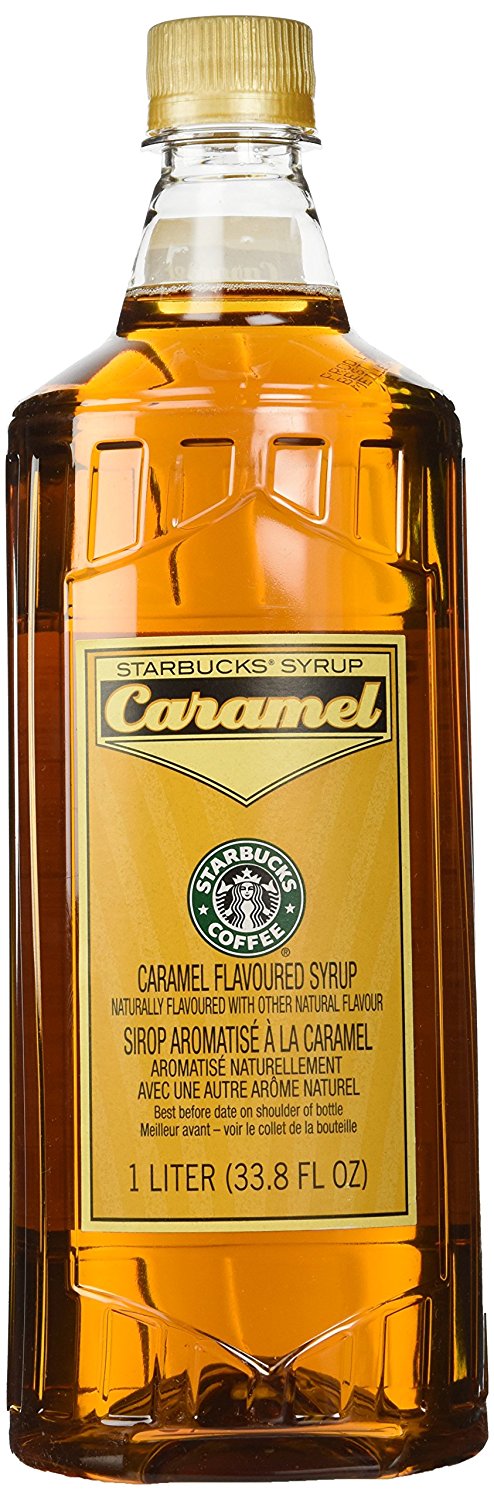 STARBUCKS® SYRUP
Caramel
STARBUCKS
COFFEE
®
CARAMEL FLAVOURED SYRUP
NATURALLY FLAVOURED WITH OTHER NATURAL FLAVOUR
SIROP AROMATISÉ À LA CARAMEL
AROMATISÉ NATURELLEMENT
AVEC UNE AUTRE ARÔME NATUREL
Best before date on shoulder of bottle
Meilleur avant – voir le collet de la bouteille
1 LITER (33.8 FL OZ)